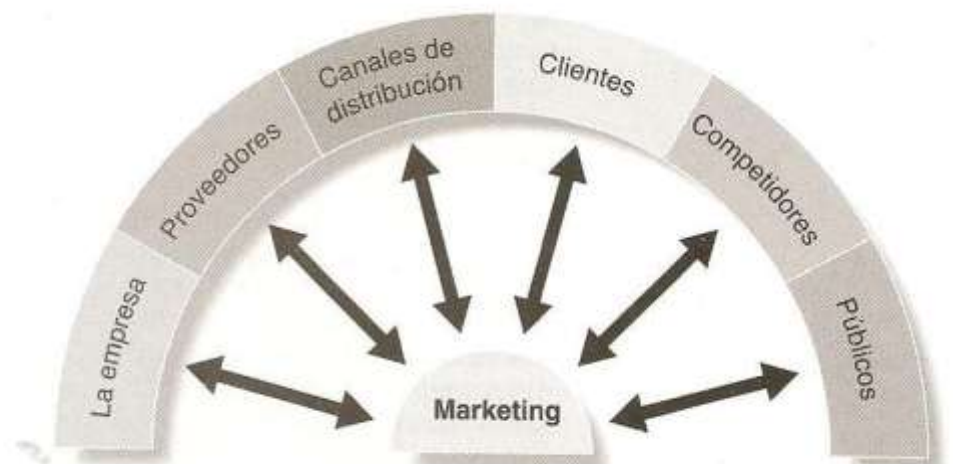 La empresa
Proveedores
Canales de
distribución
Clientes
Competidores
Públicos
Marketing